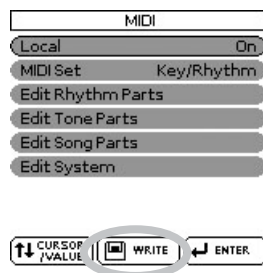 MIDI
Local On
MIDI Set Key/Rhythm
Edit Rhythm Parts
Edit Tone Parts
Edit Song Parts
Edit System
CURSOR /VALUE WRITE ENTER